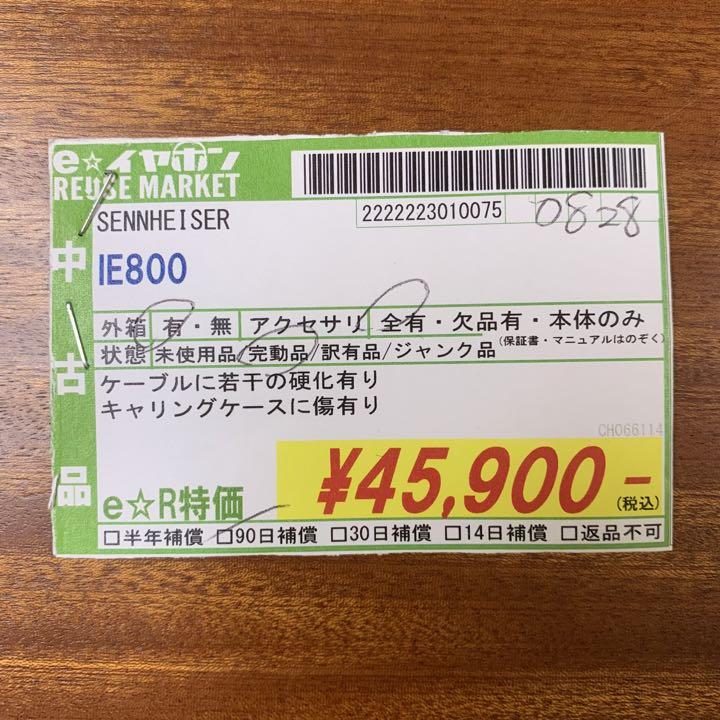 e☆イヤホン
REUSE MARKET
SENNHEISER
2222223010075
0828
中古品
IE800
外箱 有・無 アクセサリ 全有・欠品有・本体のみ
(保証書・マニュアルはのぞく)
状態 未使用品/完動品/訳有品/ジャンク品
ケーブルに若干の硬化有り
キャリングケースに傷有り
CH066114
e☆R特価
¥45,900-
(税込)
□半年補償 □90日補償 □30日補償 □14日補償 □返品不可